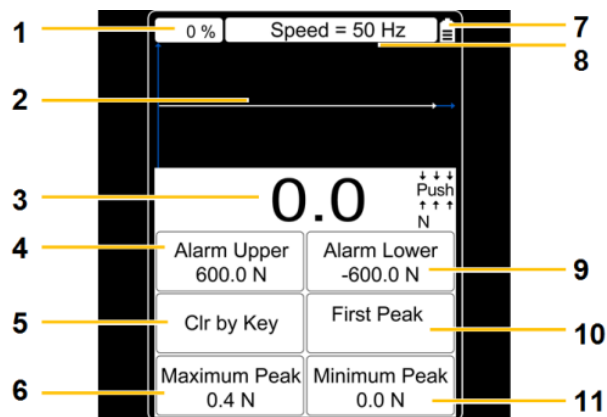 1
0 %
Speed = 50 Hz
7
8
2
3
0.0
Push
N
4
Alarm Upper
600.0 N
Alarm Lower
-600.0 N
9
5
Clr by Key
First Peak
10
6
Maximum Peak
0.4 N
Minimum Peak
0.0 N
11